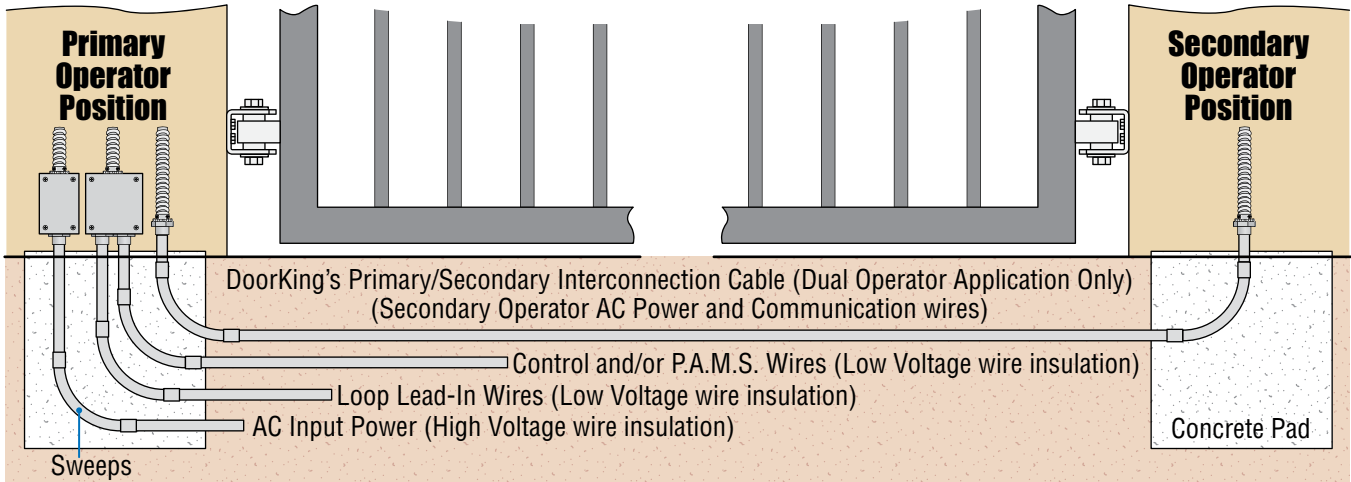 Primary
Operator
Position
Secondary
Operator
Position
DoorKing's Primary/Secondary Interconnection Cable (Dual Operator Application Only)
(Secondary Operator AC Power and Communication wires)
Control and/or P.A.M.S. Wires (Low Voltage wire insulation)
Loop Lead-In Wires (Low Voltage wire insulation)
AC Input Power (High Voltage wire insulation)
Concrete Pad
Sweeps